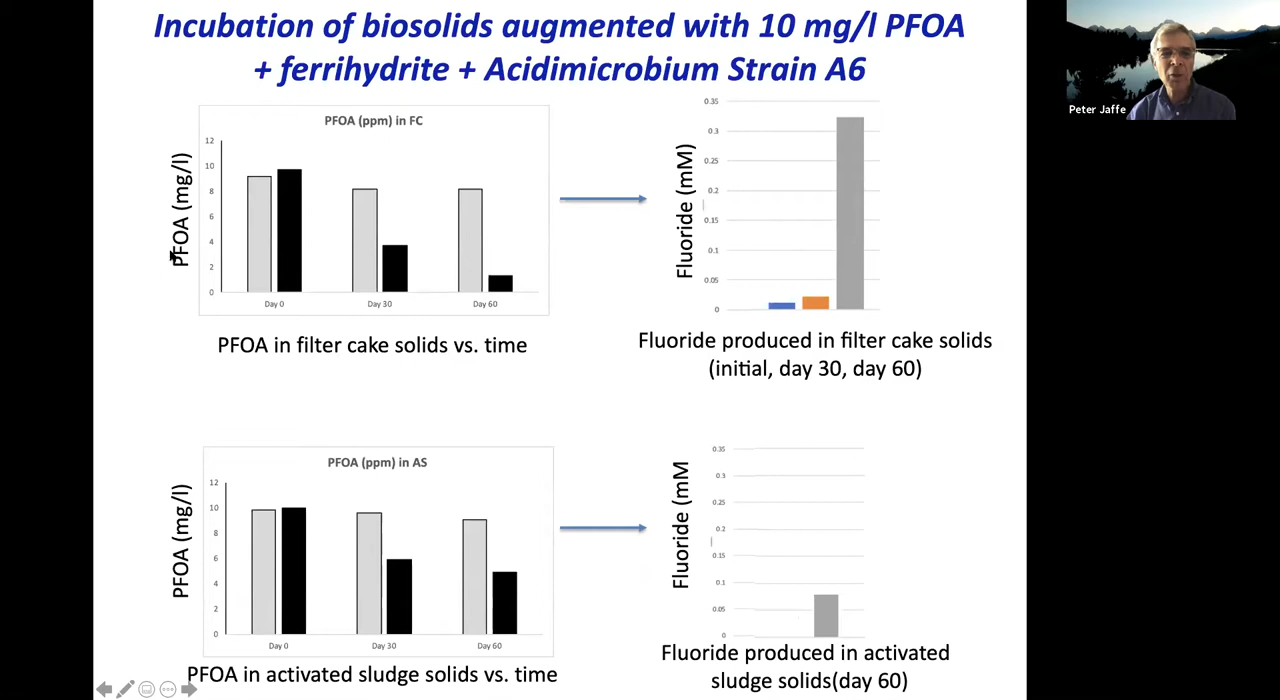 Incubation of biosolids augmented with 10 mg/l PFOA
+ ferrihydrite + Acidimicrobium Strain A6
Peter Jaffe
PFOA (ppm) in FC
PFOA (mg/l)
12
10
8
6
4
2
0
Day 0
Day 30
Day 60
PFOA in filter cake solids vs. time
Fluoride (mM)
0.35
0.3
0.25
0.2
0.15
0.1
0.05
0
Fluoride produced in filter cake solids
(initial, day 30, day 60)
PFOA (ppm) in AS
PFOA (mg/l)
12
10
8
6
4
2
0
Day 0
Day 30
Day 60
PFOA in activated sludge solids vs. time
Fluoride (mM
0.35
0.3
0.25
0.2
0.15
0.1
0.05
0
Fluoride produced in activated
sludge solids(day 60)